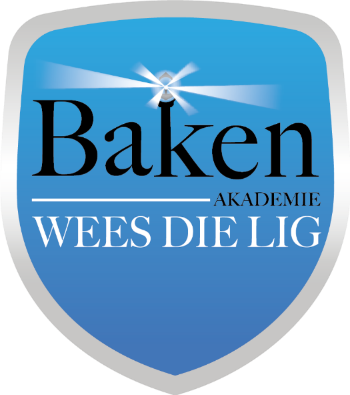 Baken
AKADEMIE
WEES DIE LIG